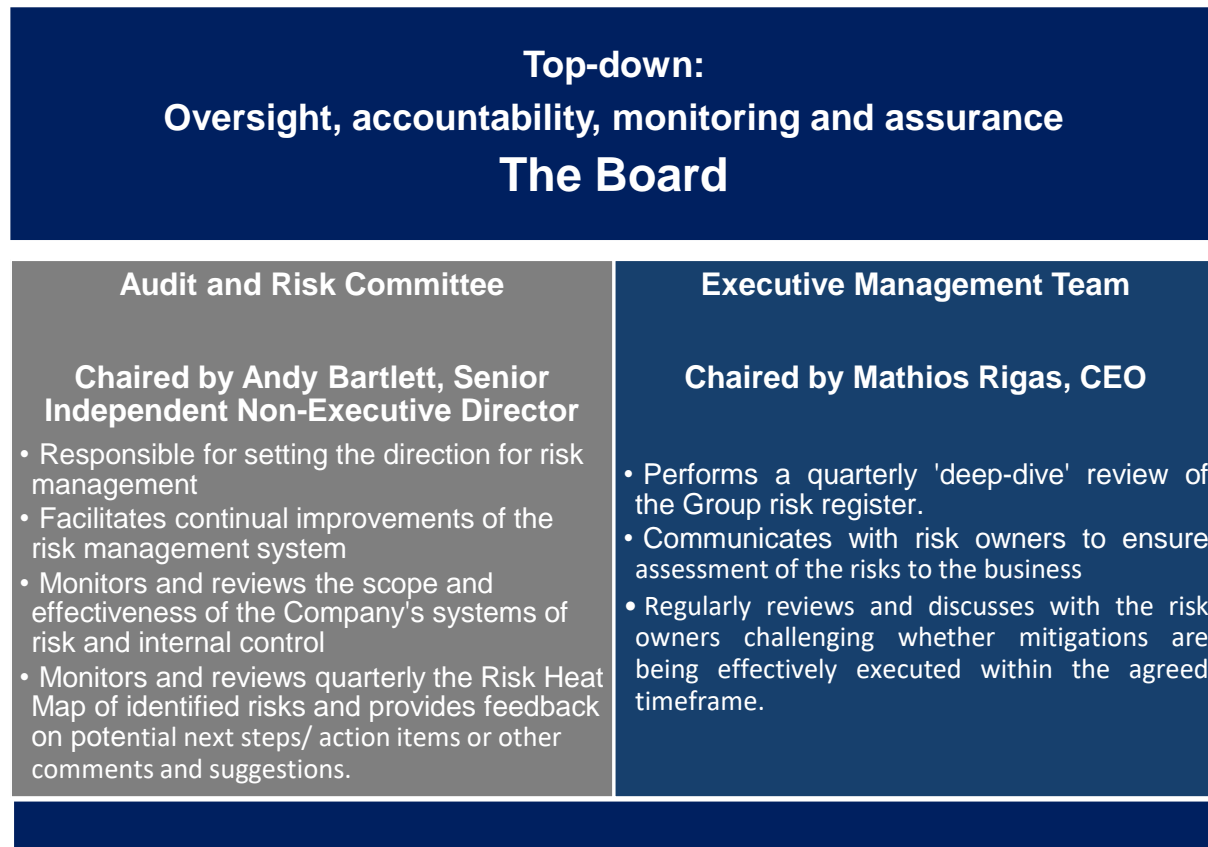 Top-down:
Oversight, accountability, monitoring and assurance
The Board
Audit and Risk Committee
Chaired by Andy Bartlett, Senior
Independent Non-Executive Director
• Responsible for setting the direction for risk
management
• Facilitates continual improvements of the
risk management system
• Monitors and reviews the scope and
effectiveness of the Company's systems of
risk and internal control
• Monitors and reviews quarterly the Risk Heat
Map of identified risks and provides feedback
on potential next steps/ action items or other
comments and suggestions.
Executive Management Team
Chaired by Mathios Rigas, CEO
• Performs a quarterly 'deep-dive' review of
the Group risk register.
• Communicates with risk owners to ensure
assessment of the risks to the business
• Regularly reviews and discusses with the risk
owners challenging whether mitigations are
being effectively executed within the agreed
timeframe.